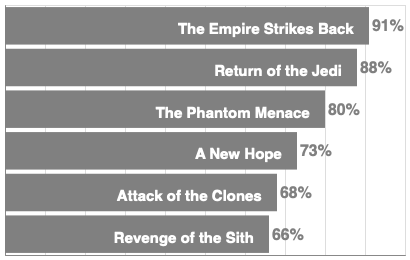 The Empire Strikes Back 91%
Return of the Jedi 88%
The Phantom Menace 80%
A New Hope 73%
Attack of the Clones 68%
Revenge of the Sith 66%